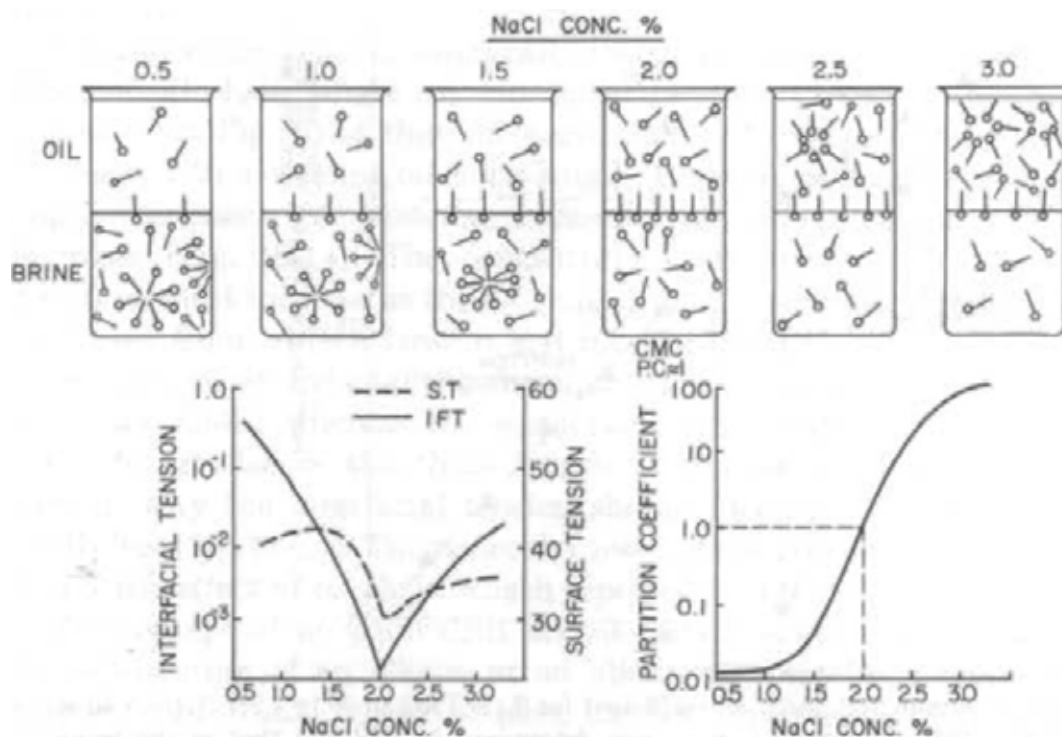 NaCl CONC. %
0.5 1.0 1.5 2.0 2.5 3.0
OIL
BRINE
CMC
P.C≈1
1.0
10^-1
10^2
10^3
INTERFACIAL TENSION
--- S.T
— IFT
60
50
40
30
SURFACE TENSION
0.5 1.0 1.5 2.0 2.5 3.0
NaCl CONC. %
PARTITION COEFFICIENT
100
10
1.0
0.1
0.01
0.5 1.0 1.5 2.0 2.5 3.0
NaCl CONC. %